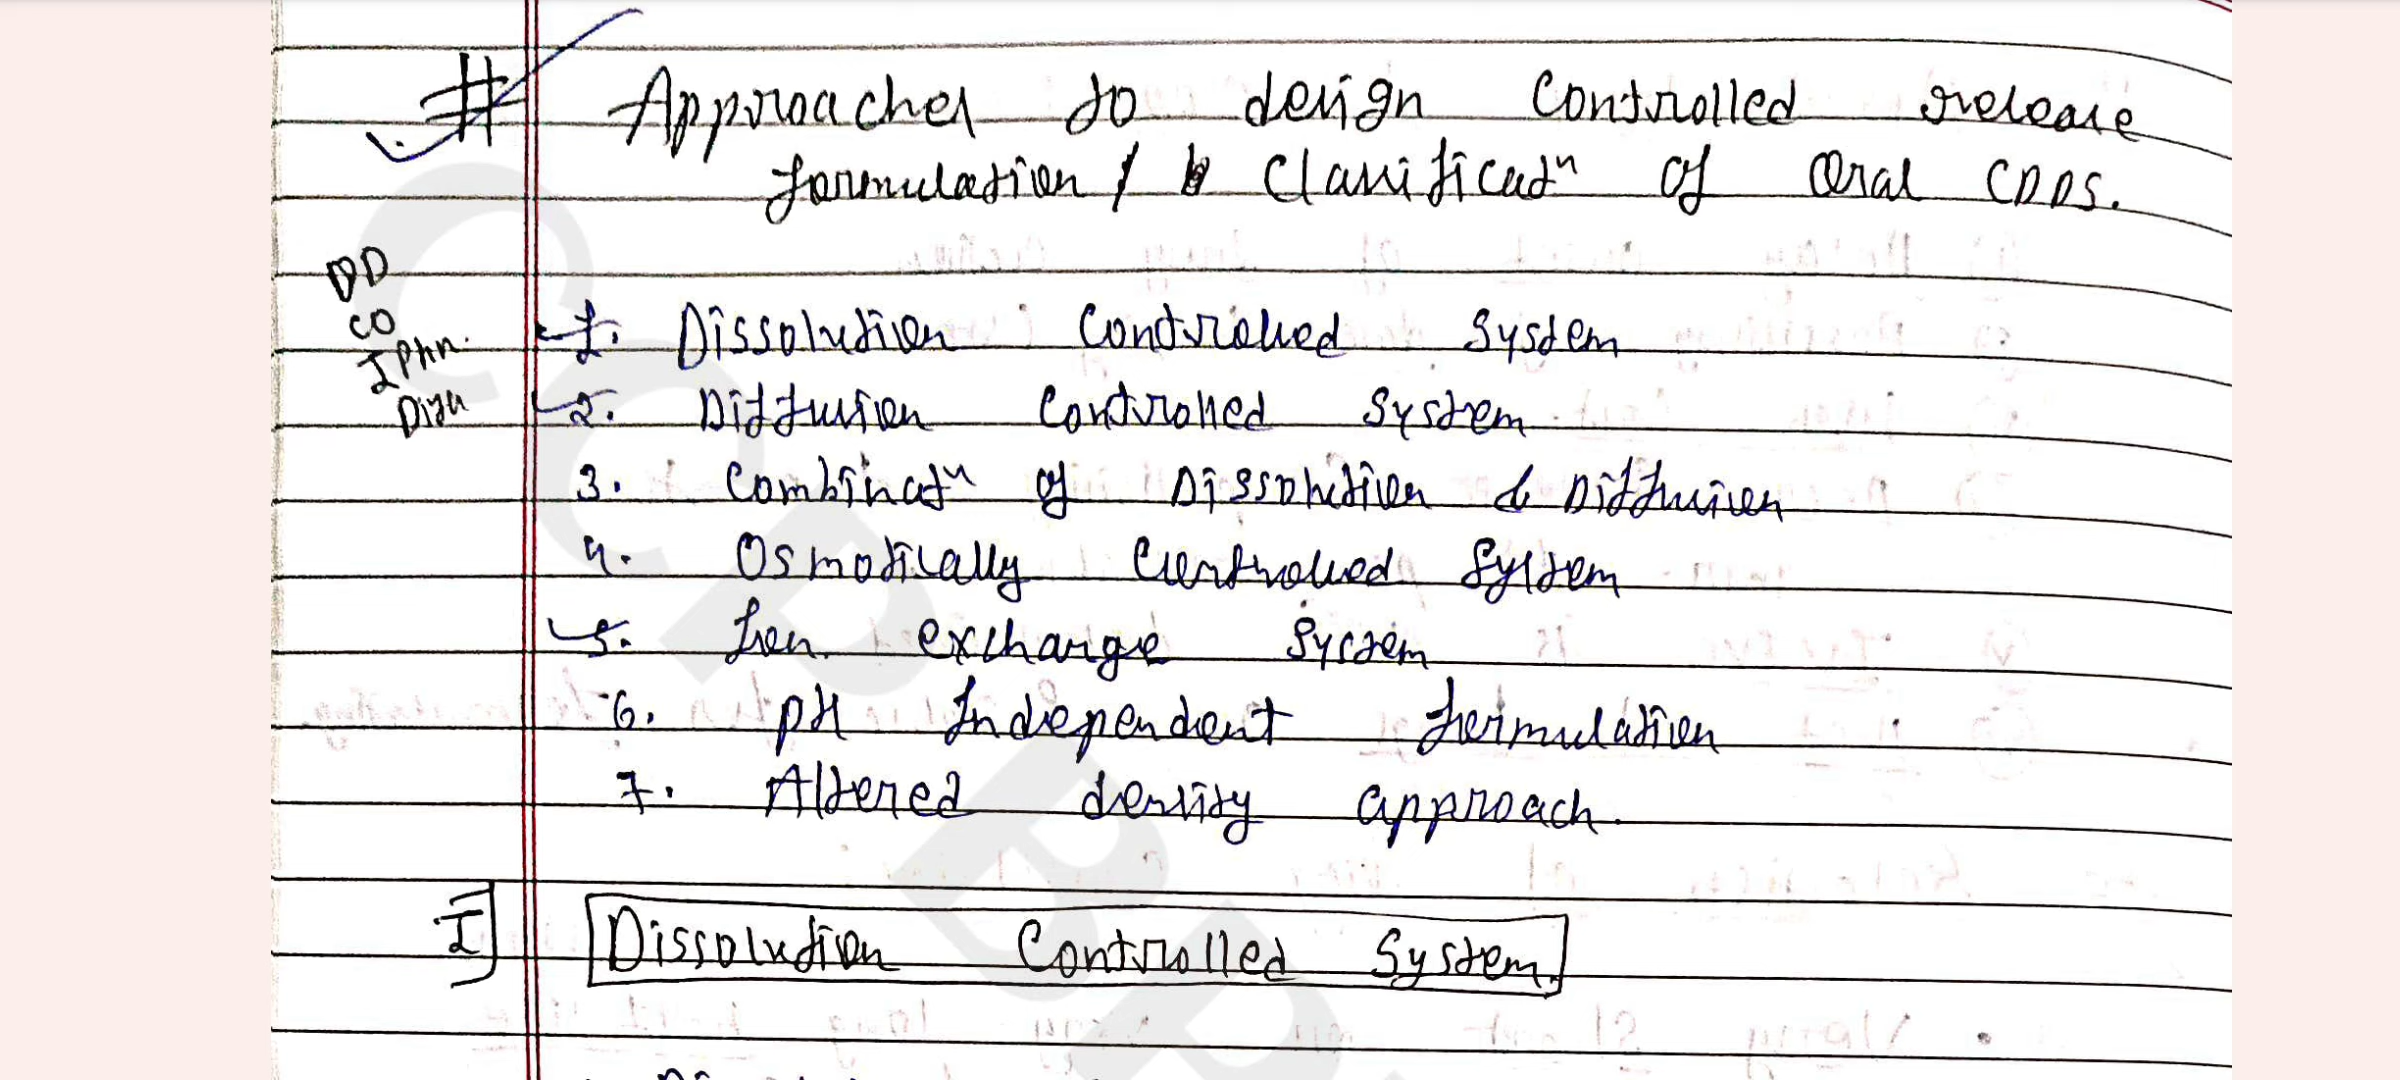 # Approaches to design Controlled release
formulation / Classificatn of Oral CDDS.
DD
CO
I PHn.
1. Dissolution Controlled System
2. Diffusion Controlled System.
3. Combinatn of Dissolution & Diffusion
4. Osmotically Controlled System
5. Ion exchange System
6. pH Independent formulation
7. Altered density approach.
I] Dissolution Controlled System.